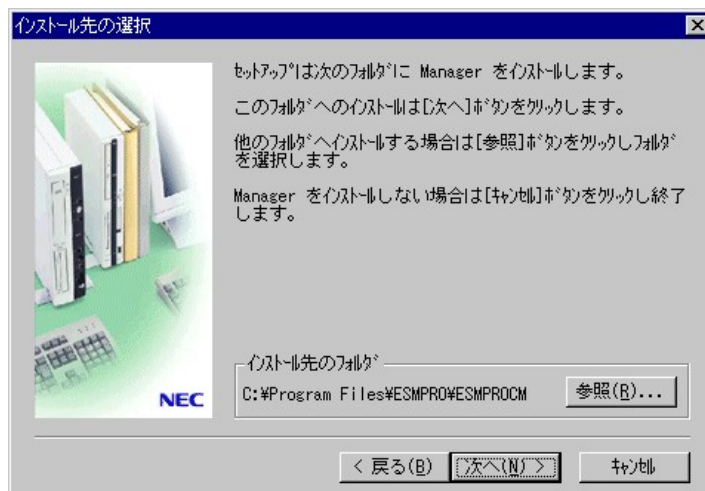 インストール先の選択
ｾｯﾄｱｯﾌﾟは次のﾌｫﾙﾀﾞに Manager をｲﾝｽﾄｰﾙします。
このﾌｫﾙﾀﾞへのｲﾝｽﾄｰﾙは[次へ]ﾎﾞﾀﾝをｸﾘｯｸします。
他のﾌｫﾙﾀﾞへｲﾝｽﾄｰﾙする場合は[参照]ﾎﾞﾀﾝをｸﾘｯｸしﾌｫﾙﾀﾞ
を選択します。
Manager をｲﾝｽﾄｰﾙしない場合は[ｷｬﾝｾﾙ]ﾎﾞﾀﾝをｸﾘｯｸし終了
します。
ｲﾝｽﾄｰﾙ先のﾌｫﾙﾀﾞ
C:¥Program Files¥ESMPRO¥ESMPROCM
参照(R)...
NEC
< 戻る(B)
次へ(N) >
ｷｬﾝｾﾙ